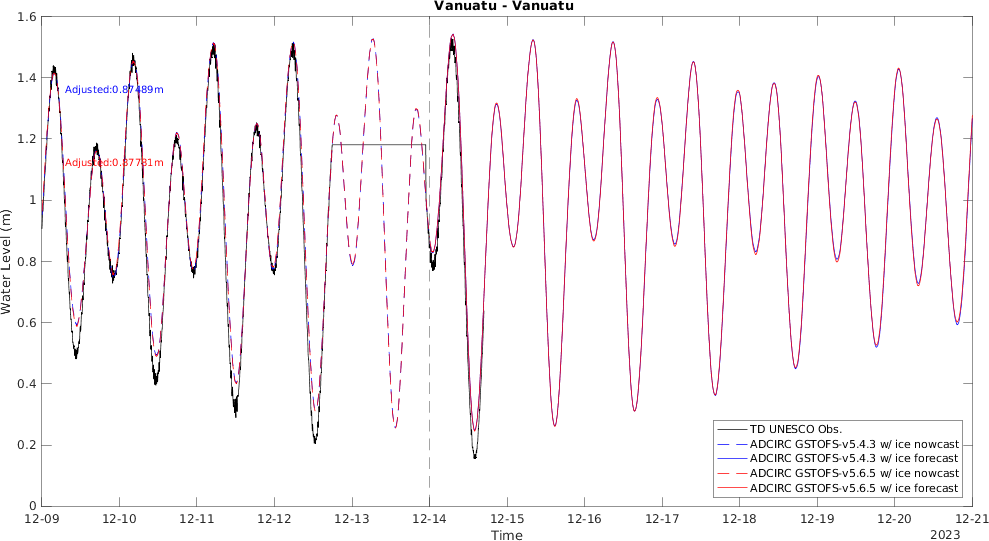 Vanuatu - Vanuatu
1.6
1.4
1.2
1
0.8
0.6
0.4
0.2
0
Water Level (m)
Adjusted:0.87489m
Adjusted:0.87781m
TD UNESCO Obs.
ADCIRC GSTOFS-v5.4.3 w/ ice nowcast
ADCIRC GSTOFS-v5.4.3 w/ ice forecast
ADCIRC GSTOFS-v5.6.5 w/ ice nowcast
ADCIRC GSTOFS-v5.6.5 w/ ice forecast
12-09 12-10 12-11 12-12 12-13 12-14 12-15 12-16 12-17 12-18 12-19 12-20 12-21
Time
2023